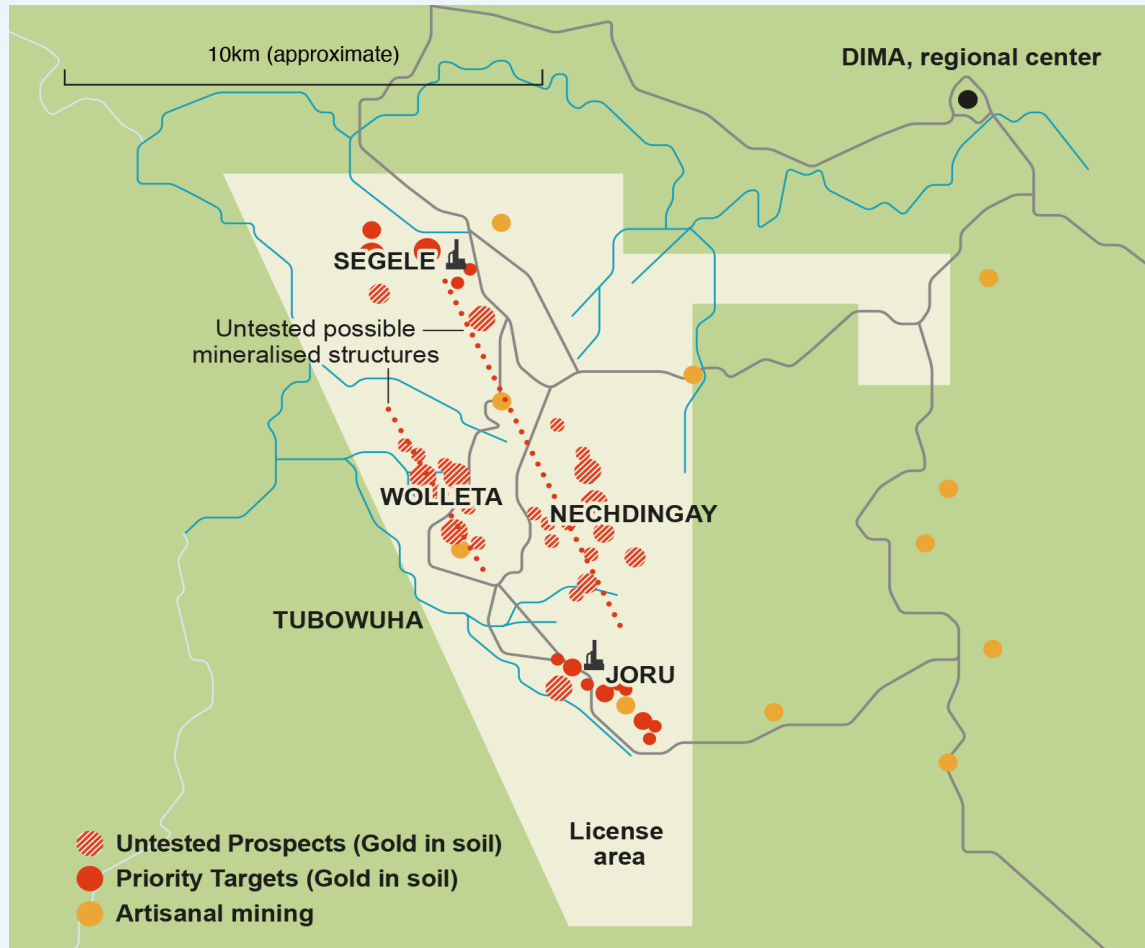 10km (approximate)
DIMA, regional center
SEGELE
Untested possible
mineralised structures
WOLLETA
NECHDINGAY
TUBOWUHA
JORU
License
area
Untested Prospects (Gold in soil)
Priority Targets (Gold in soil)
Artisanal mining